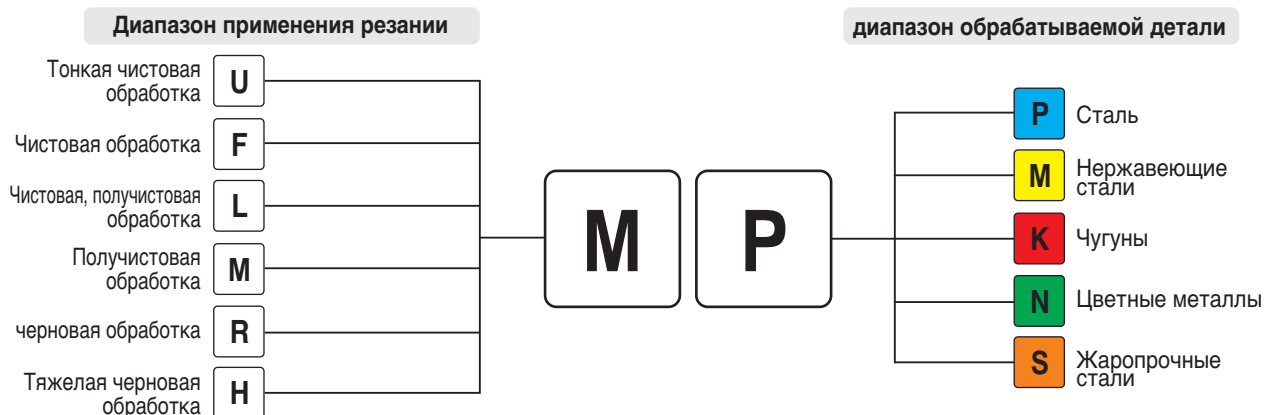 Диапазон применения резании
Тонкая чистовая
обработка
U
Чистовая обработка
F
Чистовая, получистовая
обработка
L
Получистовая
обработка
M
черновая обработка
R
Тяжелая черновая
обработка
H
M
P
диапазон обрабатываемой детали
P
Сталь
M
Нержавеющие
стали
K
Чугуны
N
Цветные металлы
S
Жаропрочные
стали